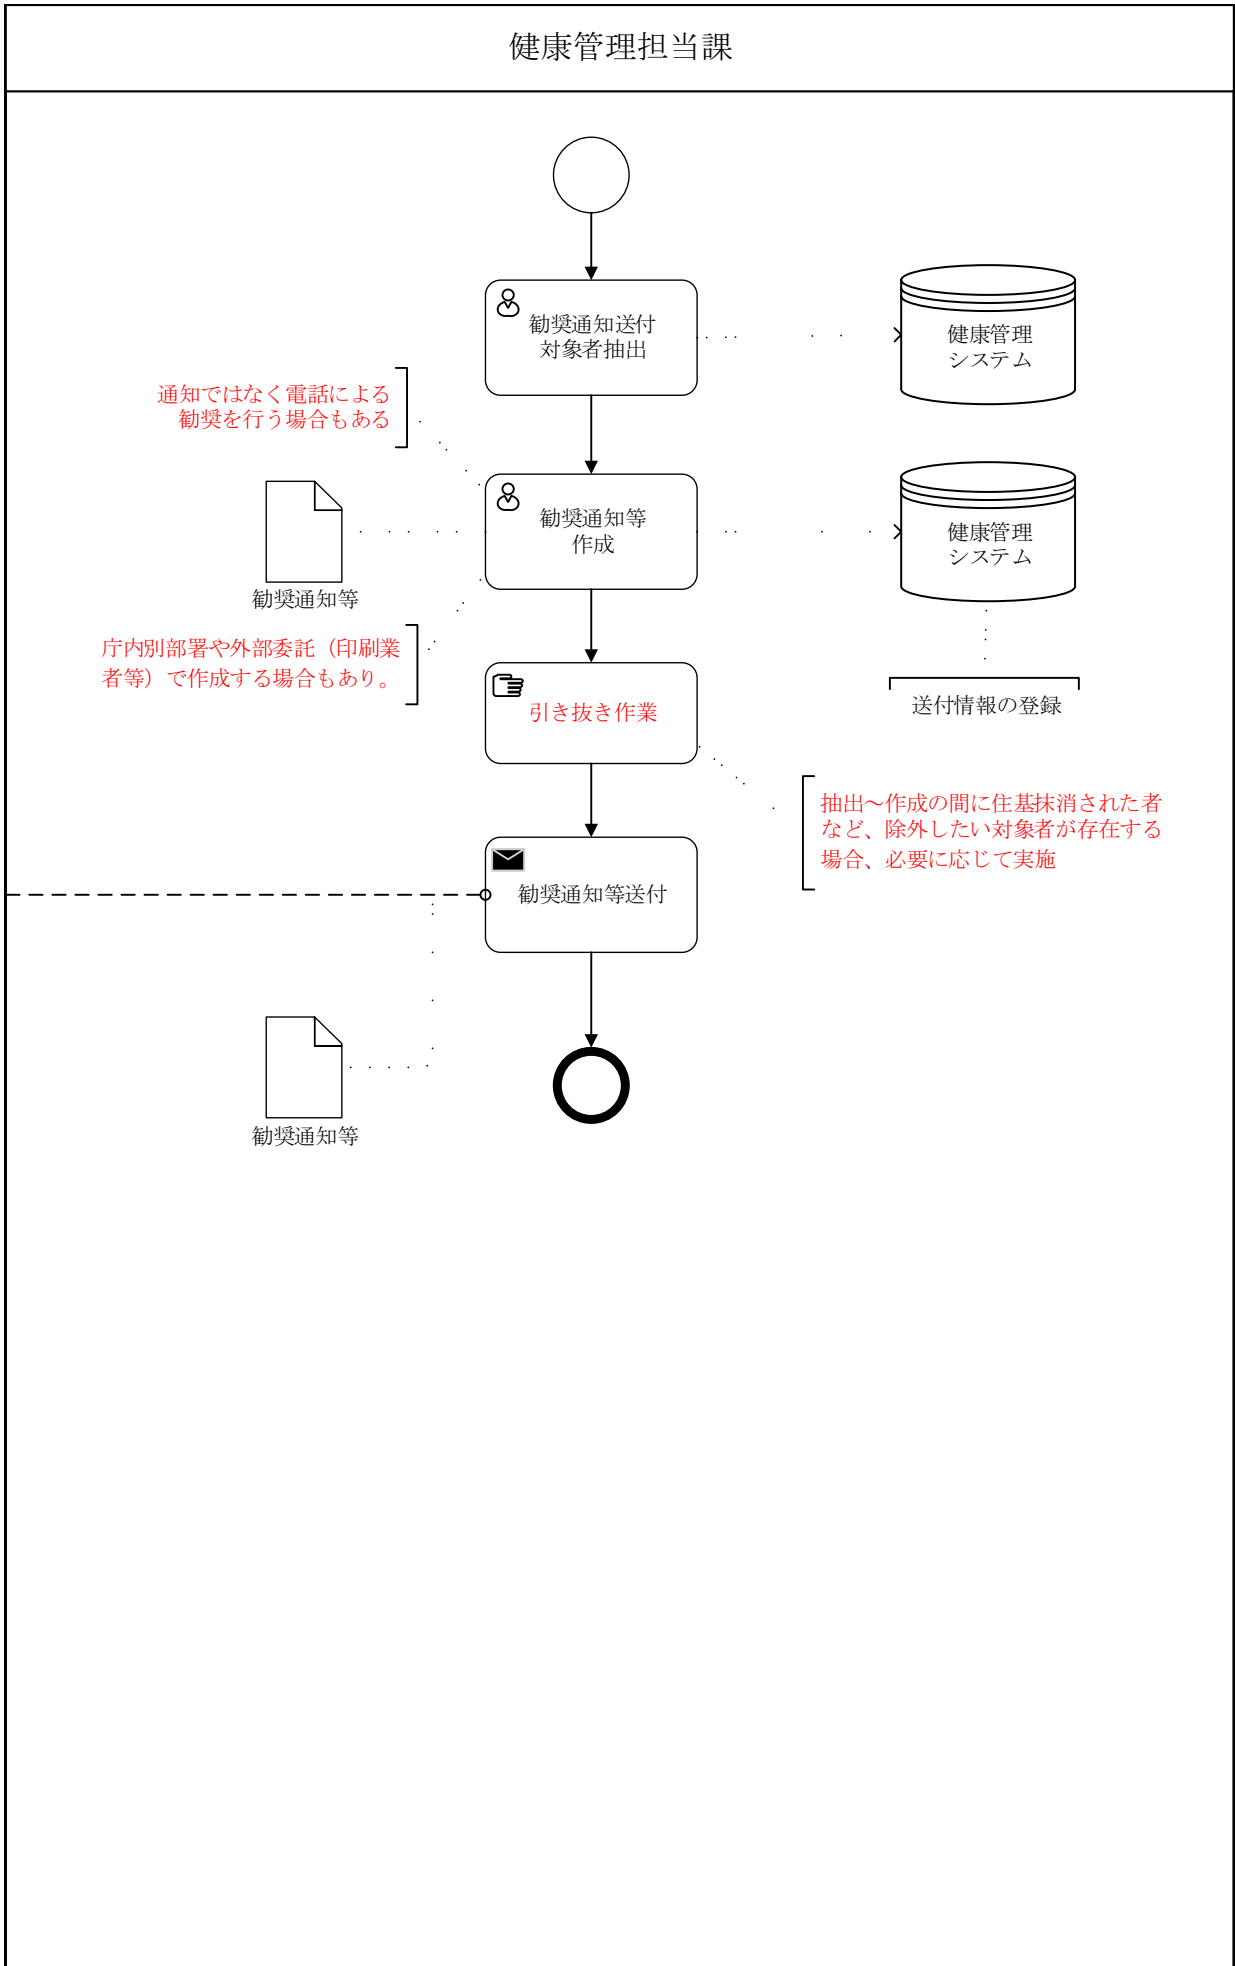 健康管理担当課
勧奨通知送付
対象者抽出
健康管理
システム
通知ではなく電話による
勧奨を行う場合もある
勧奨通知等
作成
健康管理
システム
勧奨通知等
庁内別部署や外部委託（印刷業
者等）で作成する場合もあり。
引き抜き作業
送付情報の登録
抽出～作成の間に住基抹消された者
など、除外したい対象者が存在する
場合、必要に応じて実施
勧奨通知等送付
勧奨通知等